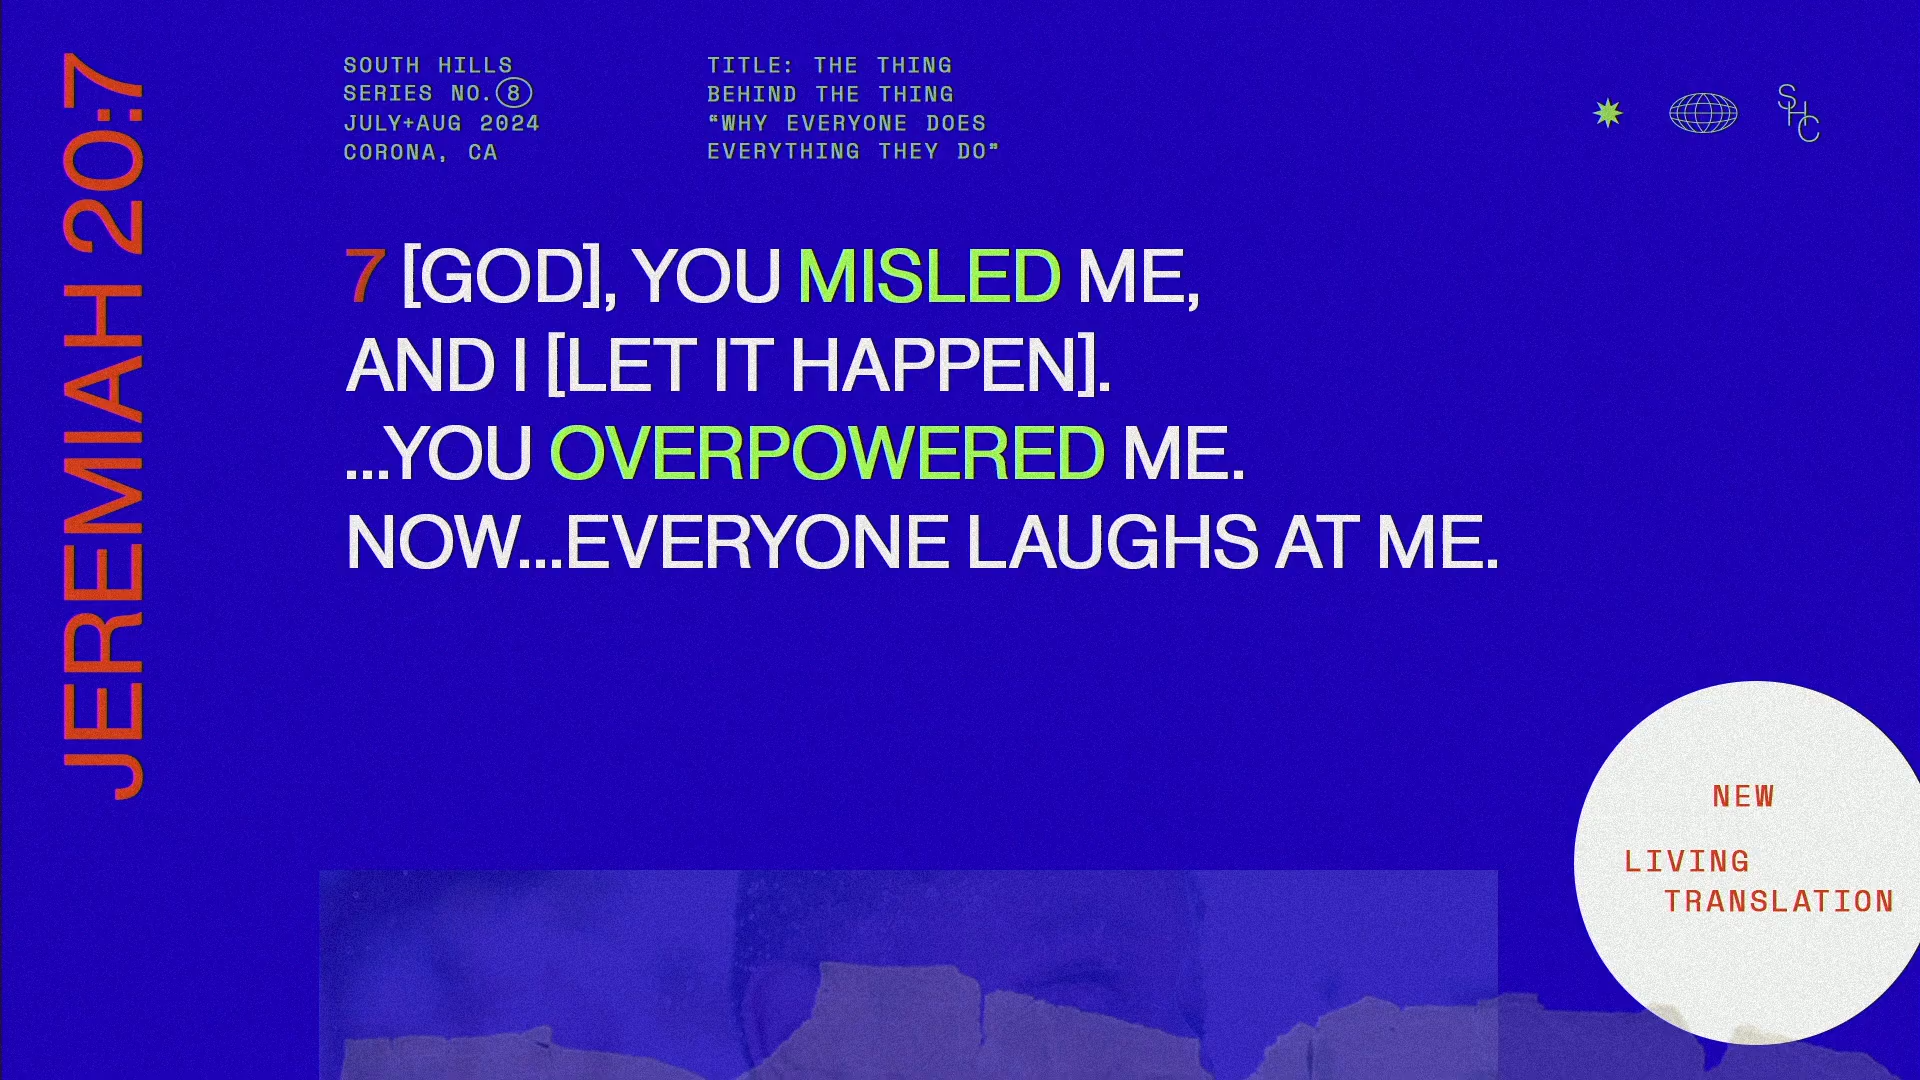 JEREMIAH 20:7
SOUTH HILLS
SERIES NO. 8
JULY+AUG 2024
CORONA, CA
TITLE: THE THING
BEHIND THE THING
"WHY EVERYONE DOES
EVERYTHING THEY DO"
SHC
7 [GOD], YOU MISLED ME,
AND I [LET IT HAPPEN].
...YOU OVERPOWERED ME.
NOW...EVERYONE LAUGHS AT ME.
NEW
LIVING
TRANSLATION